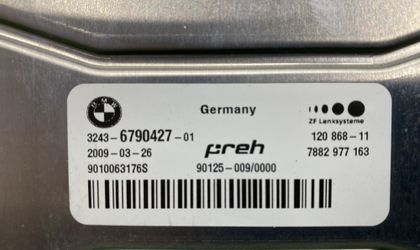 BMW
Germany
ZF Lenksysteme
3243-6790427-01
120 868-11
2009-03-26
preh
7882 977 163
9010063176S
90125-009/0000